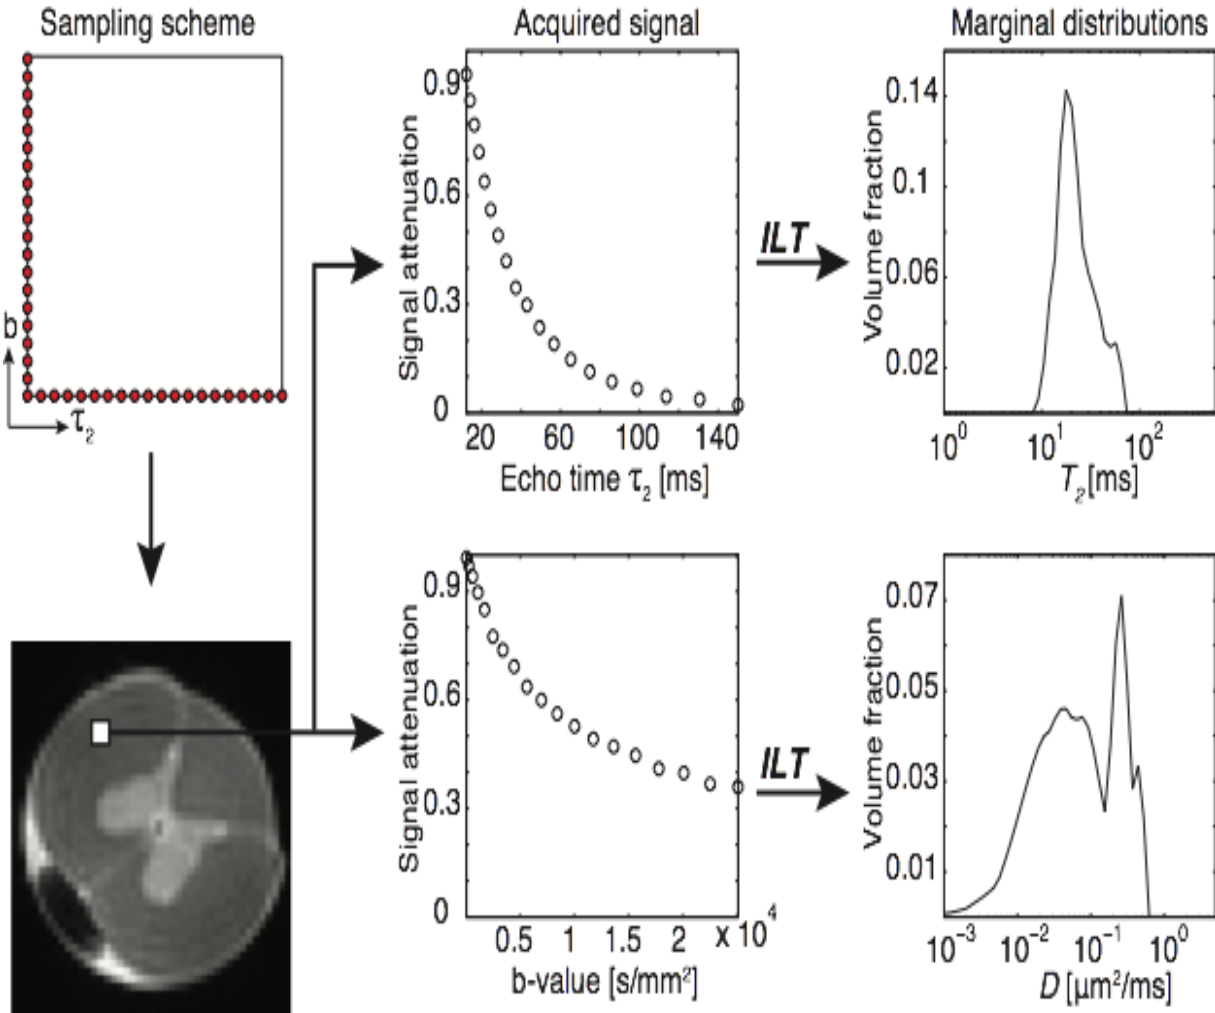 Sampling scheme
b
τ₂
Acquired signal
Signal attenuation
0.9
0.6
0.3
0
20 60 100 140
Echo time τ₂ [ms]
ILT
Marginal distributions
Volume fraction
0.14
0.1
0.06
0.02
10⁰ 10¹ 10²
T₂ [ms]
Signal attenuation
0.9
0.6
0.3
0
0.5 1 1.5 2 x 10⁴
b-value [s/mm²]
ILT
Volume fraction
0.07
0.05
0.03
0.01
10⁻³ 10⁻² 10⁻¹ 10⁰
D [µm²/ms]